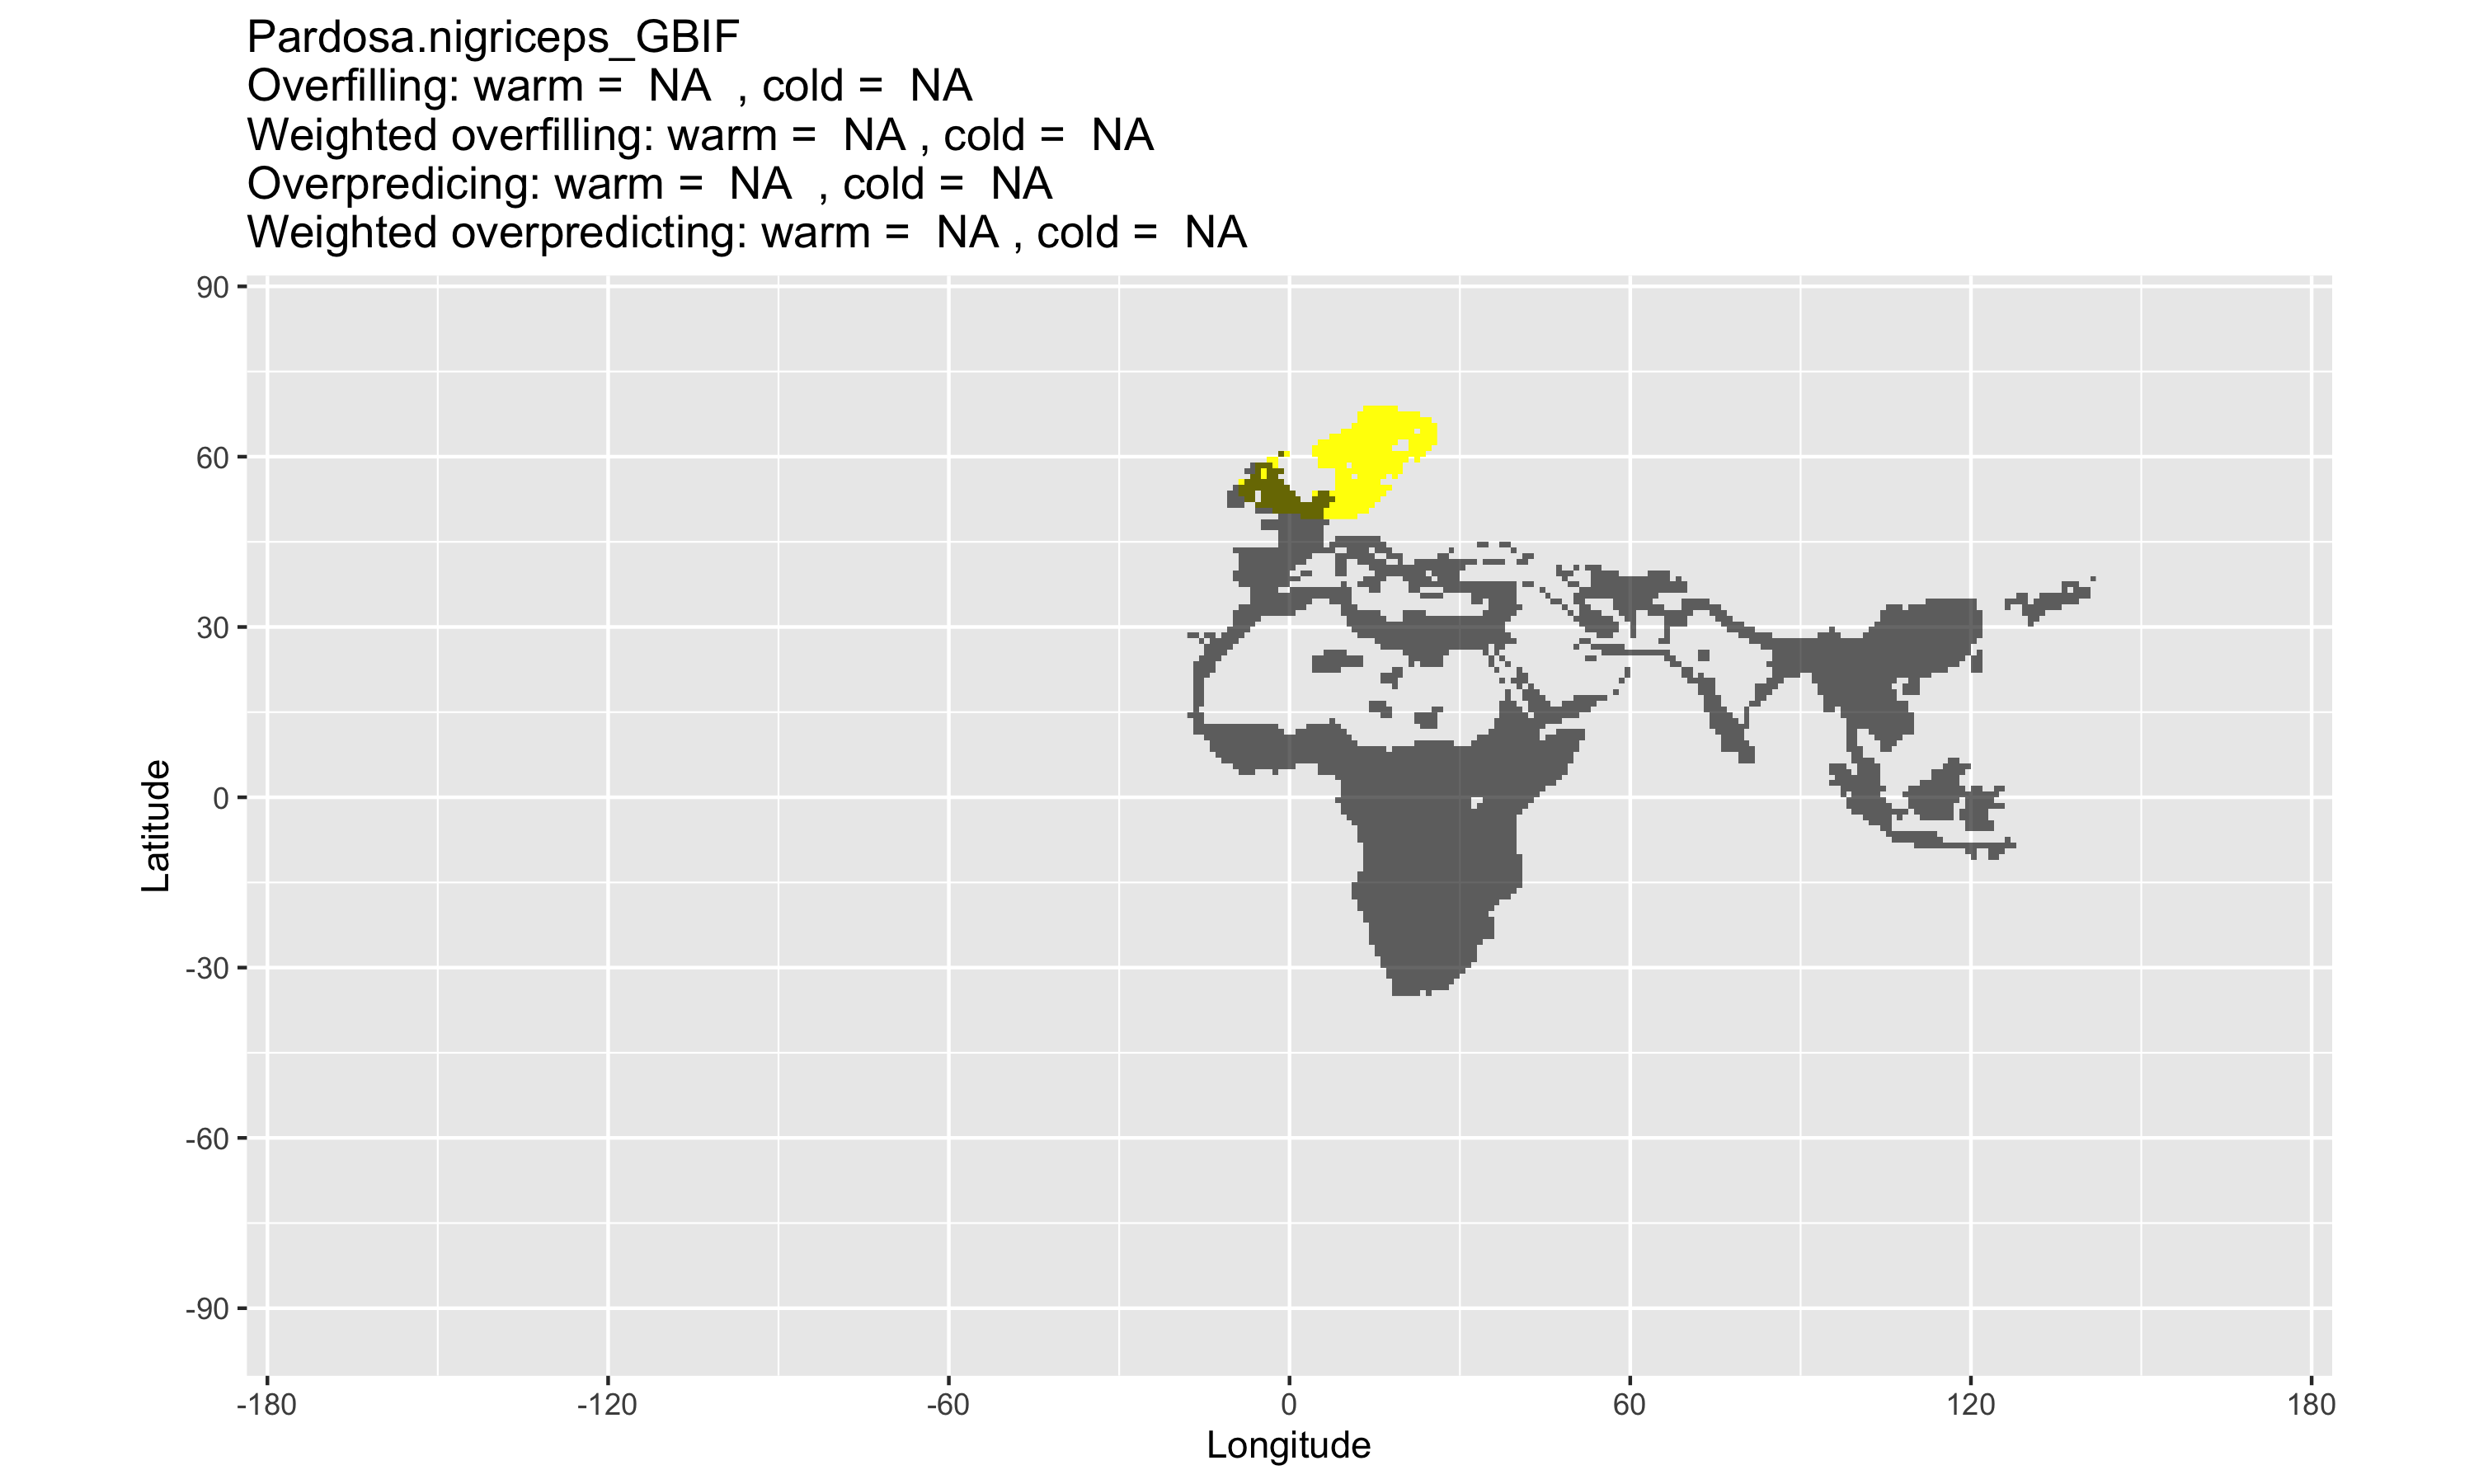 Pardosa.nigriceps_GBIF
Overfilling: warm =  NA  , cold =  NA
Weighted overfilling: warm =  NA , cold =  NA
Overpredicing: warm =  NA  , cold =  NA
Weighted overpredicting: warm =  NA , cold =  NA
90
60
30
0
-30
-60
-90
Latitude
-180
-120
-60
0
60
120
180
Longitude